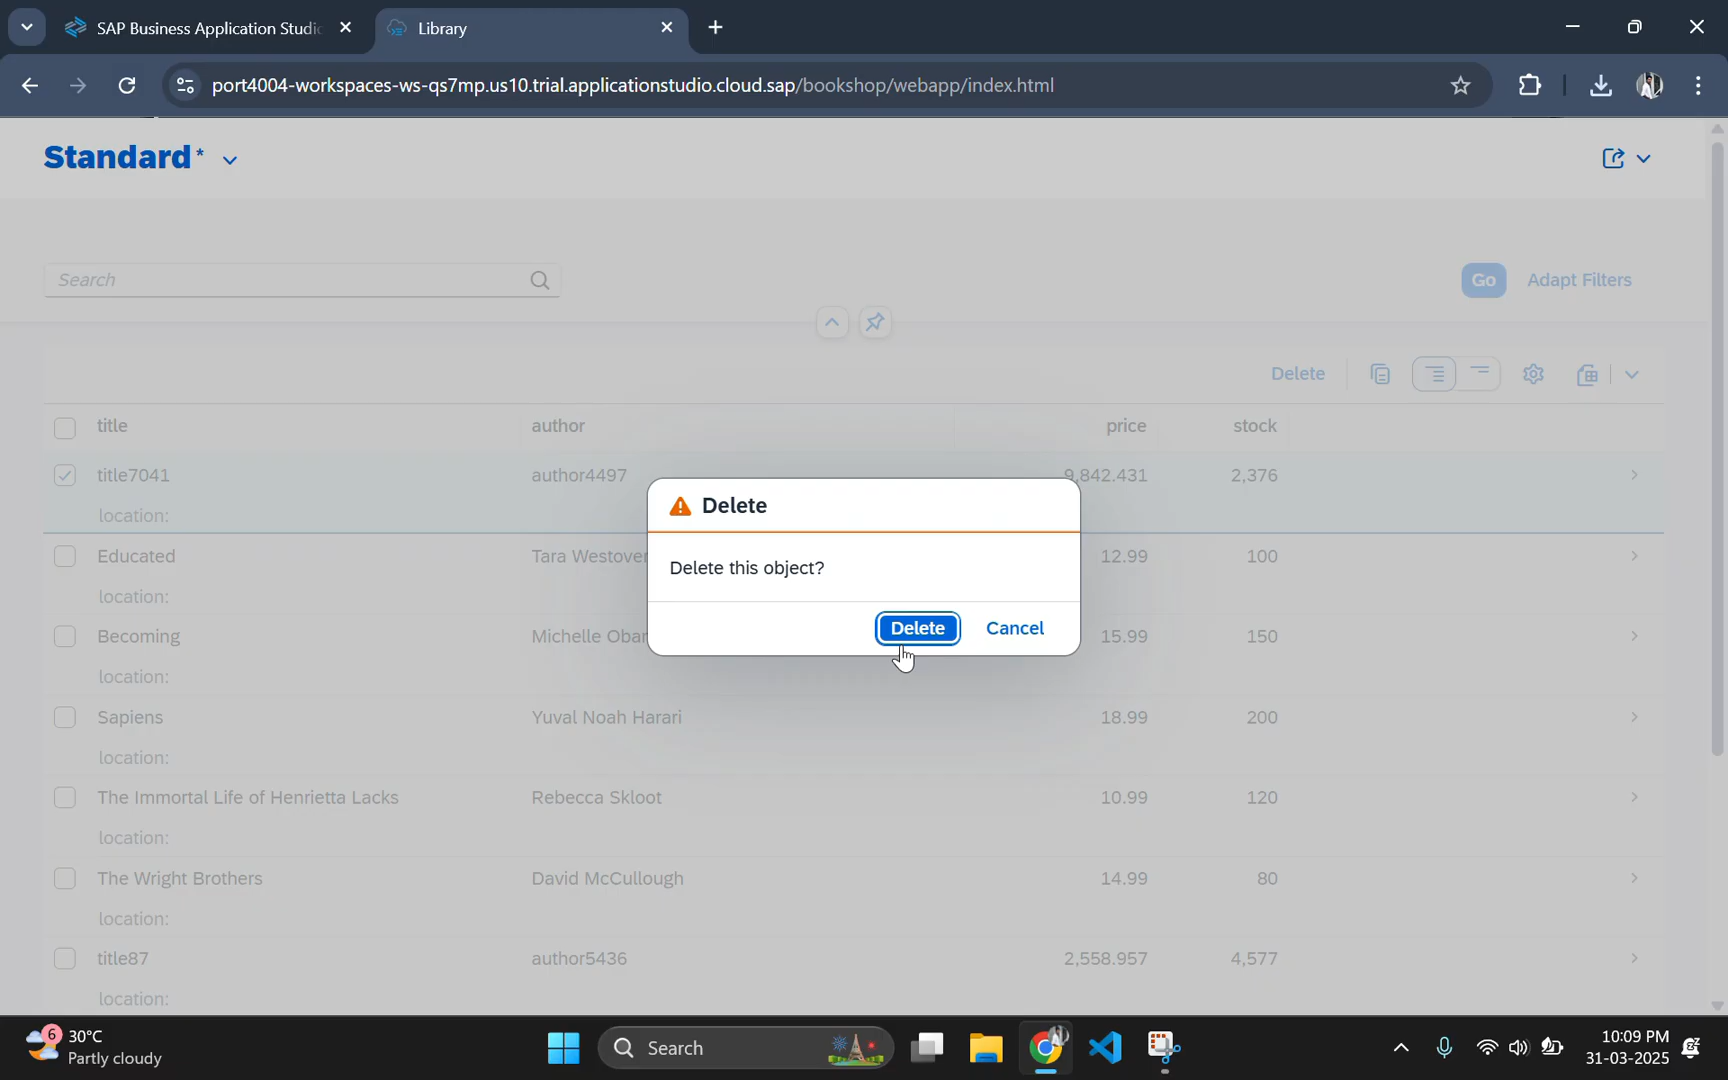 SAP Business Application Studio
Library
port4004-workspaces-ws-qs7mp.us10.trial.applicationstudio.cloud.sap/bookshop/webapp/index.html
Standard *
Search
Go
Adapt Filters
Delete
title author price stock
title7041 author4497 9,842.431 2,376
location:
Educated Tara Westover 12.99 100
location:
Becoming Michelle Obar 15.99 150
location:
Sapiens Yuval Noah Harari 18.99 200
location:
The Immortal Life of Henrietta Lacks Rebecca Skloot 10.99 120
location:
The Wright Brothers David McCullough 14.99 80
location:
title87 author5436 2,558.957 4,577
location:
Delete
Delete this object?
Delete Cancel
6
30°C
Partly cloudy
Search
10:09 PM
31-03-2025